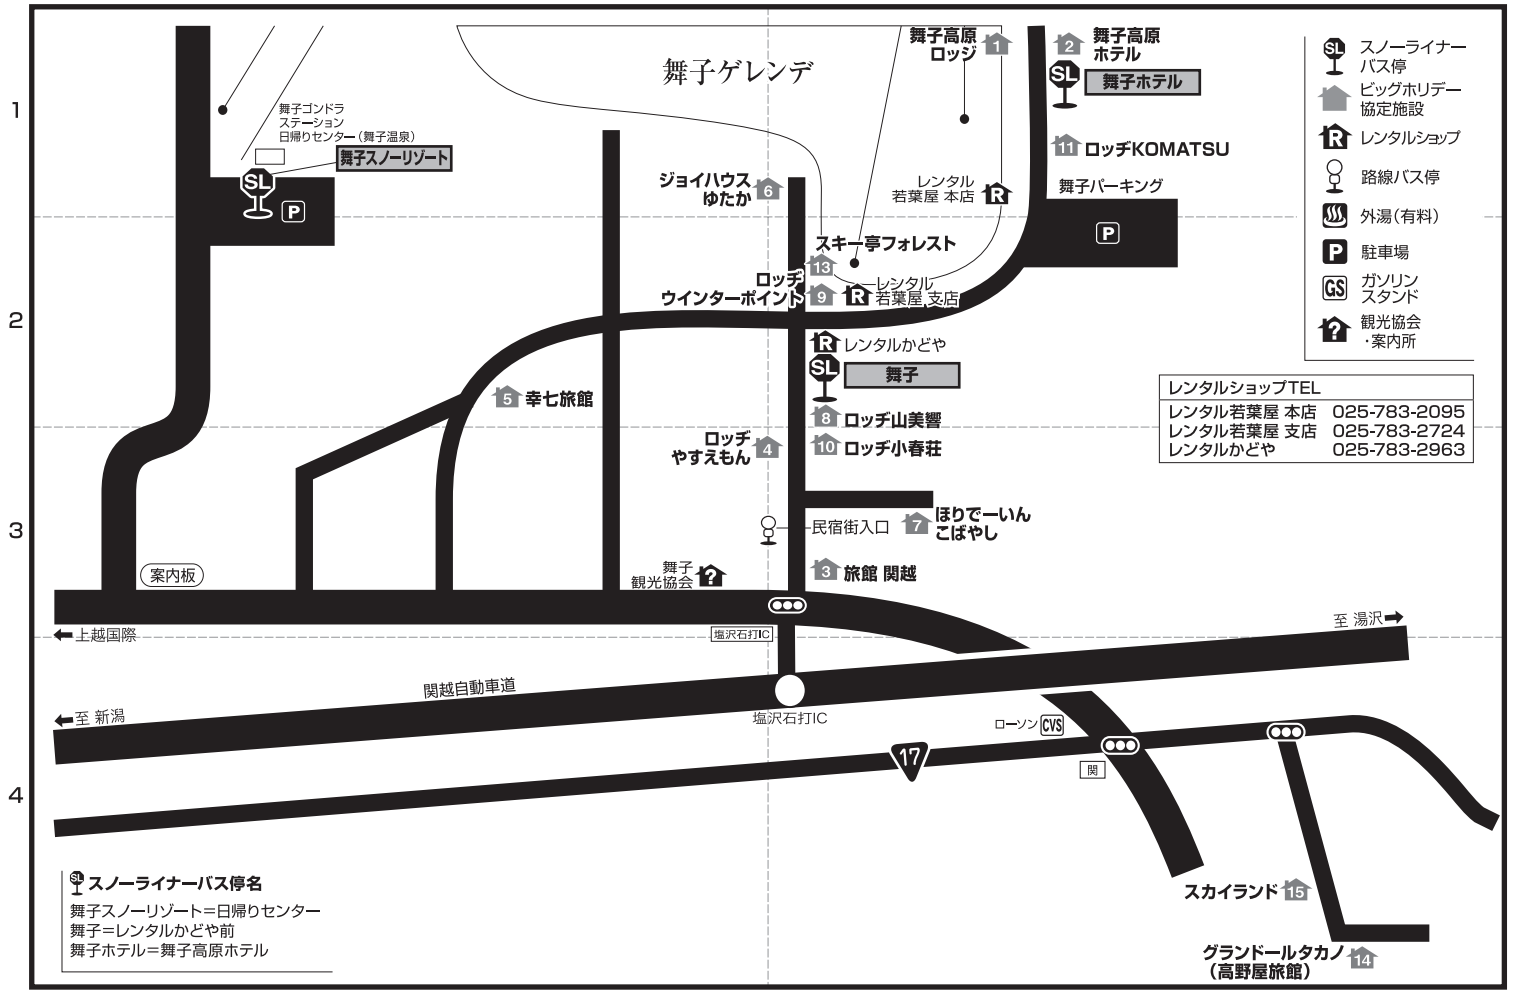 1
2
3
4
舞子ゲレンデ
舞子高原
ロッジ
1
2
舞子高原
ホテル
SL
舞子ホテル
11
ロッヂKOMATSU
舞子パーキング
P
レンタル
若葉屋 本店
R
舞子ゴンドラ
ステーション
日帰りセンター(舞子温泉)
舞子スノーリゾート
SL
P
ジョイハウス
ゆたか
6
スキー亭フォレスト
13
ロッヂ
ウインターポイント
9
R
レンタル
若葉屋 支店
R
レンタルかどや
SL
舞子
5
幸七旅館
8
ロッヂ山美響
ロッヂ
やすえもん
4
10
ロッヂ小春荘
民宿街入口
7
ほりでーいん
こばやし
舞子
観光協会
?
3
旅館 関越
案内板
上越国際
塩沢石打IC
至 湯沢
関越自動車道
至 新潟
塩沢石打IC
ローソン
CVS
17
関
スカイランド
15
グランドールタカノ
(高野屋旅館)
14
SL
スノーライナー
バス停
ビッグホリデー
協定施設
R
レンタルショップ
路線バス停
外湯(有料)
P
駐車場
GS
ガソリン
スタンド
?
観光協会
・案内所
レンタルショップTEL
レンタル若葉屋 本店 025-783-2095
レンタル若葉屋 支店 025-783-2724
レンタルかどや 025-783-2963
SL
スノーライナーバス停名
舞子スノーリゾート=日帰りセンター
舞子=レンタルかどや前
舞子ホテル=舞子高原ホテル